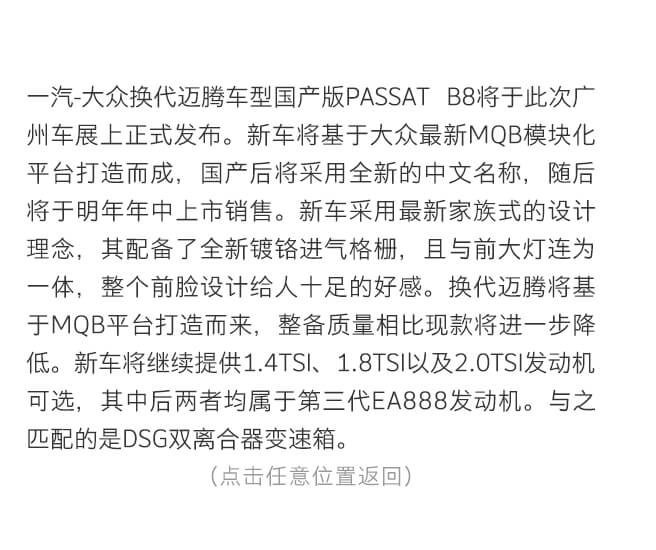 一汽-大众换代迈腾车型国产版PASSAT B8将于此次广
州车展上正式发布。新车将基于大众最新MQB模块化
平台打造而成，国产后将采用全新的中文名称，随后
将于明年年中上市销售。新车采用最新家族式的设计
理念，其配备了全新镀铬进气格栅，且与前大灯连为
一体，整个前脸设计给人十足的好感。换代迈腾将基
于MQB平台打造而来，整备质量相比现款将进一步降
低。新车将继续提供1.4TSI、1.8TSI以及2.0TSI发动机
可选，其中后两者均属于第三代EA888发动机。与之
匹配的是DSG双离合器变速箱。
（点击任意位置返回）